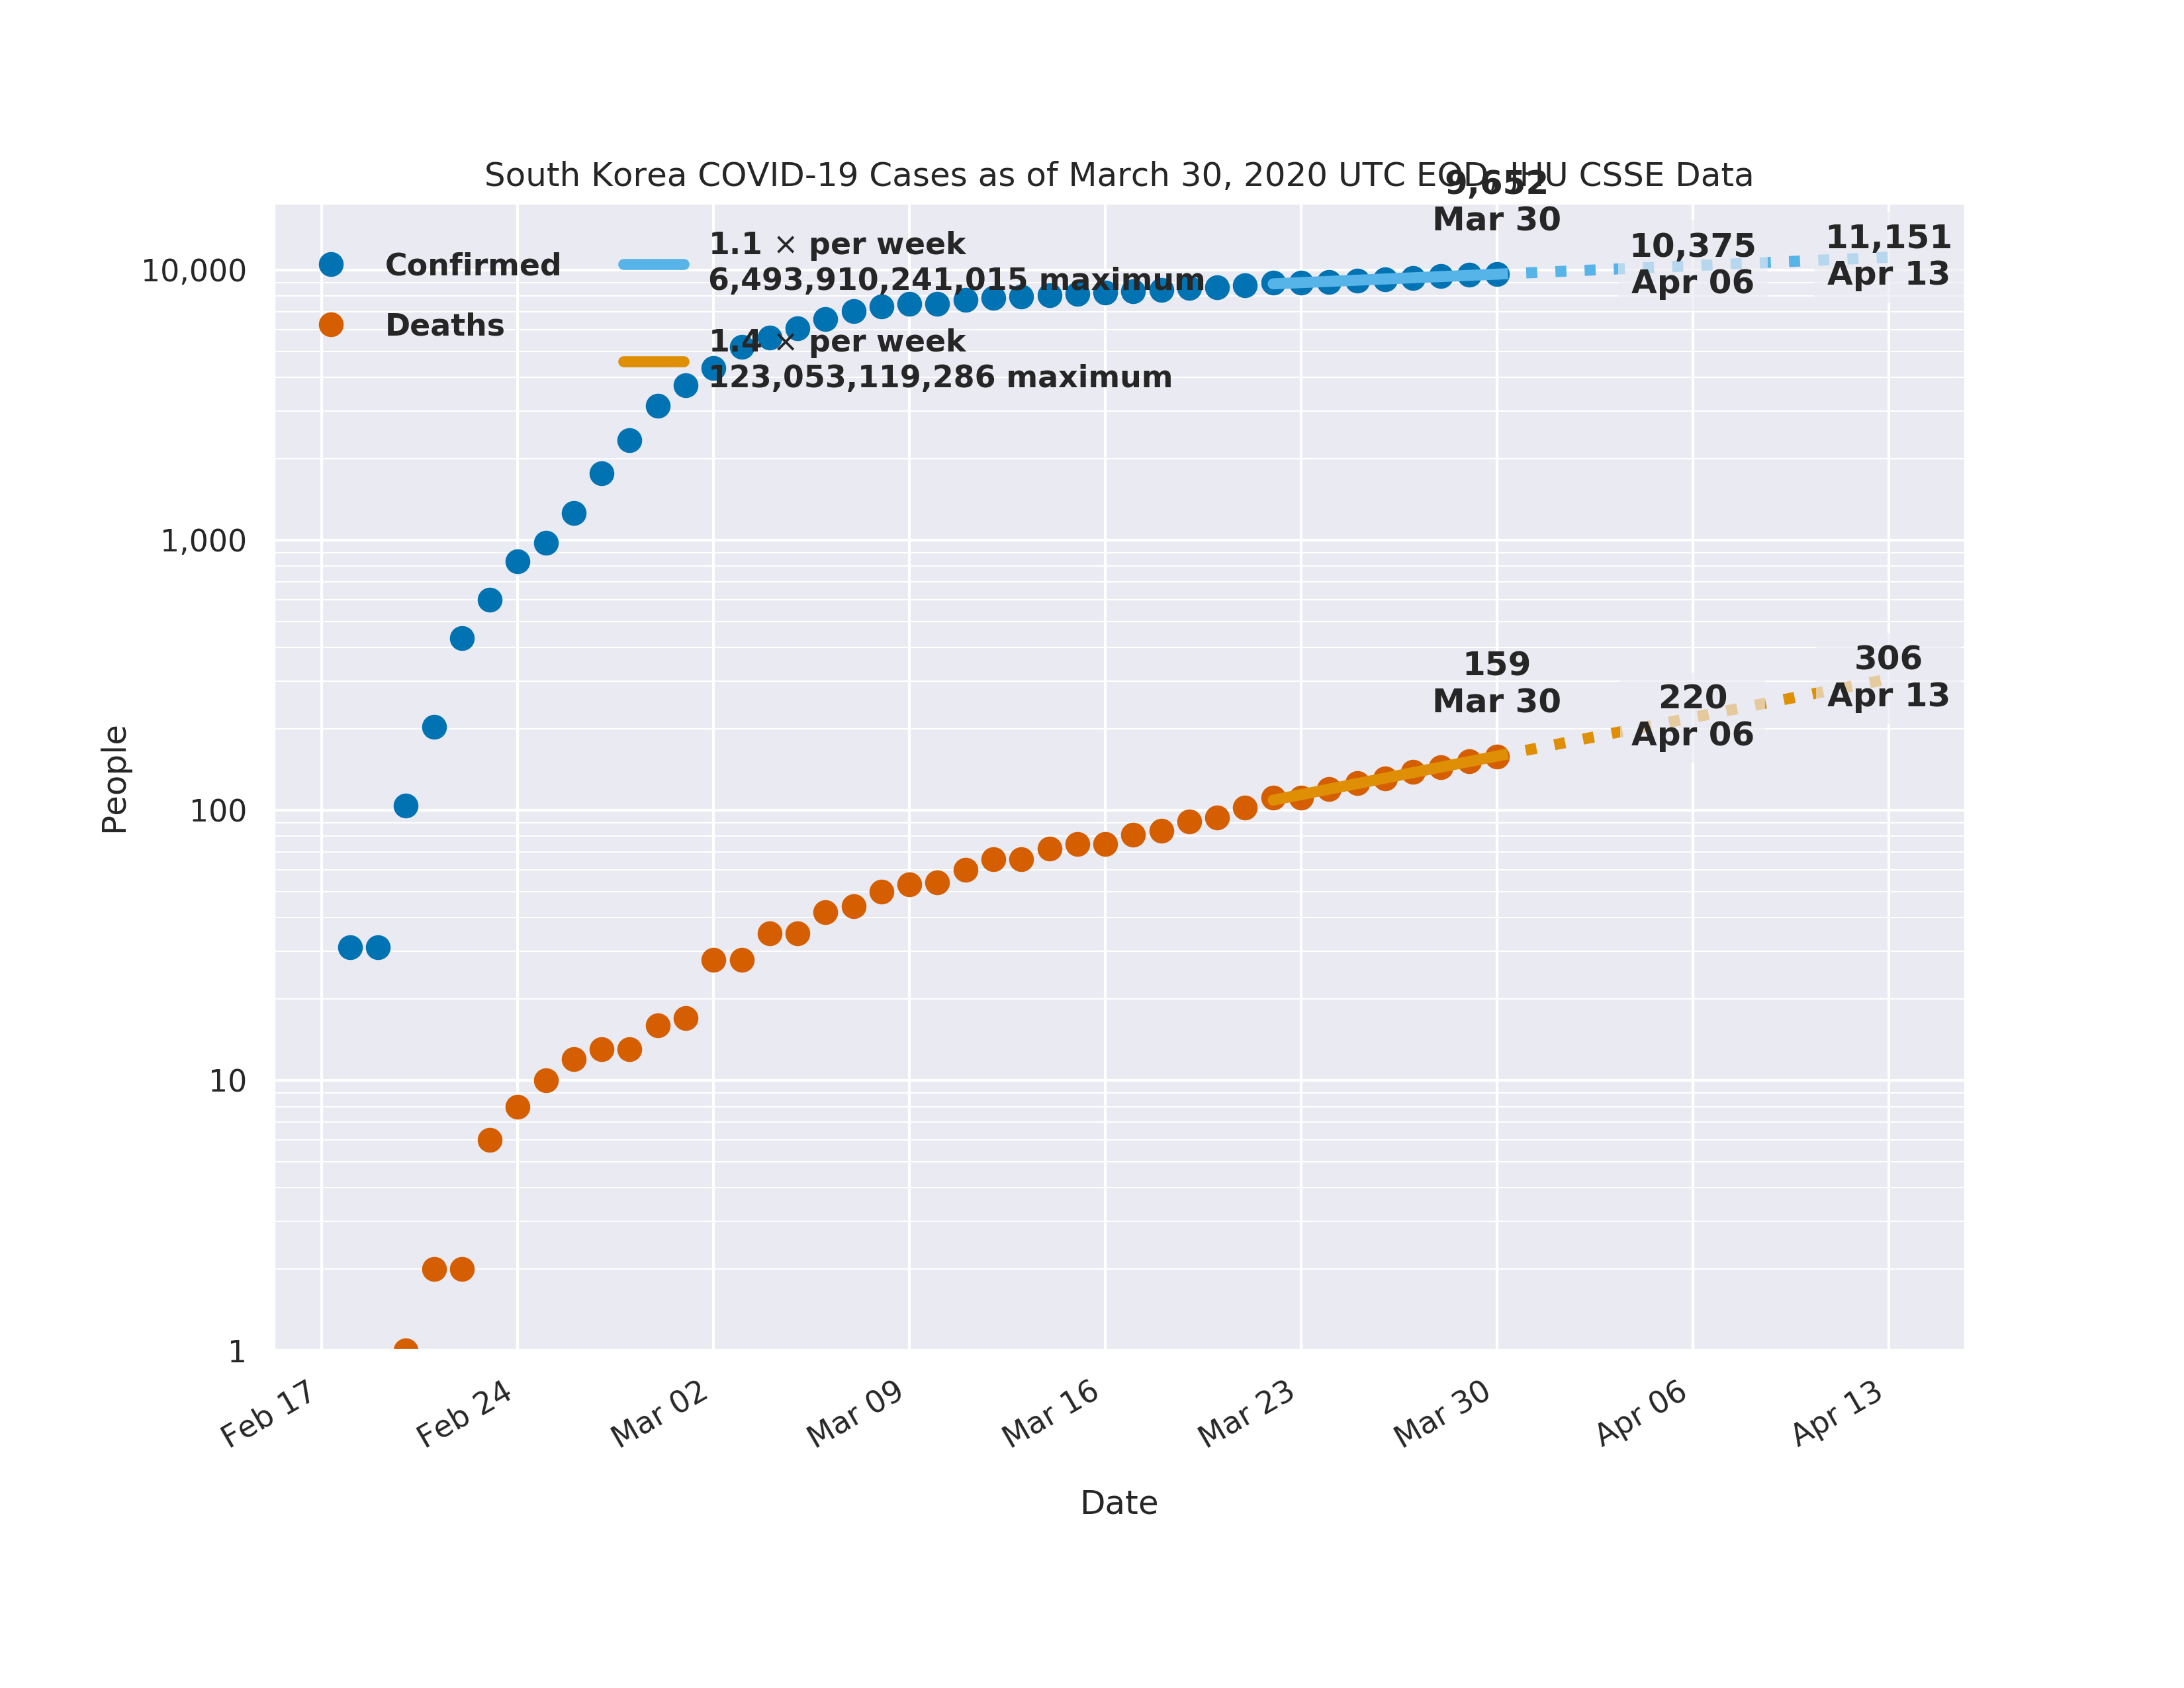 South Korea COVID-19 Cases as of March 30, 2020 UTC EOD, JHU CSSE Data
9,652
Mar 30
10,375
Apr 06
11,151
Apr 13
Confirmed
Deaths
1.1 × per week
6,493,910,241,015 maximum
1.4 × per week
123,053,119,286 maximum
159
Mar 30
220
Apr 06
306
Apr 13
People
10,000
1,000
100
10
1
Feb 17
Feb 24
Mar 02
Mar 09
Mar 16
Mar 23
Mar 30
Apr 06
Apr 13
Date